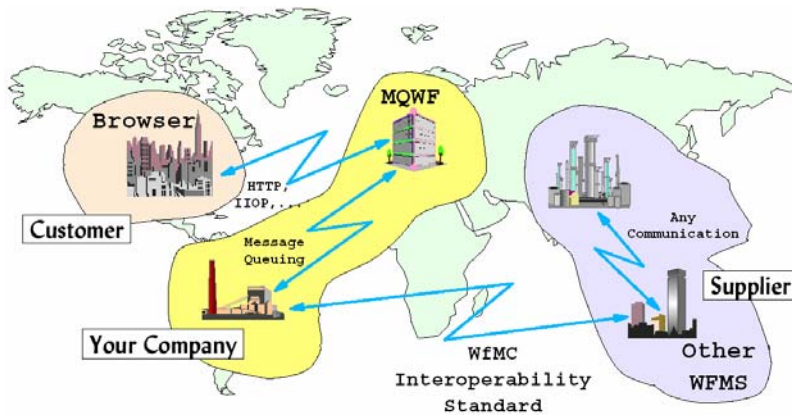 MQWF
Browser
HTTP,
IIOP,...
Customer
Message
Queuing
Any
Communication
Supplier
Your Company
WfMC
Interoperability
Standard
Other
WFMS